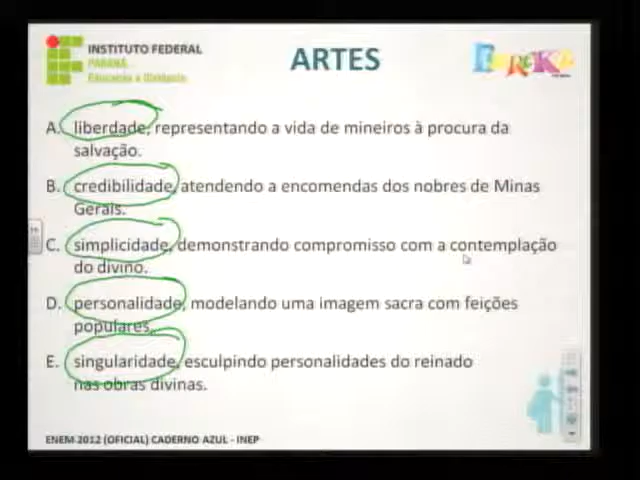 INSTITUTO FEDERAL
PARANÁ
Educação a Distância
ARTES
EUREKA
A. liberdade, representando a vida de mineiros à procura da
salvação.
B. credibilidade, atendendo a encomendas dos nobres de Minas
Gerais.
C. simplicidade, demonstrando compromisso com a contemplação
do divino.
D. personalidade, modelando uma imagem sacra com feições
populares.
E. singularidade, esculpindo personalidades do reinado
nas obras divinas.
ENEM 2012 (OFICIAL) CADERNO AZUL - INEP